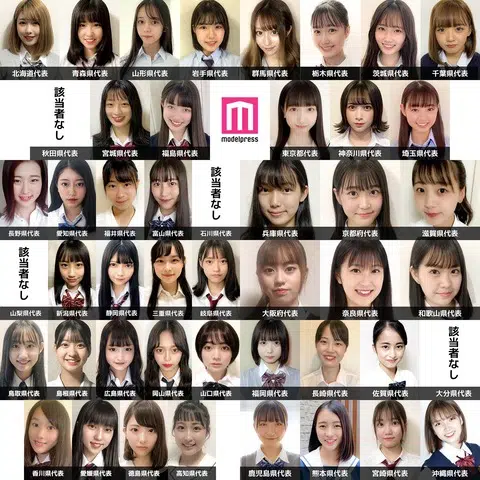 北海道代表
青森県代表
山形県代表
岩手県代表
群馬県代表
栃木県代表
茨城県代表
千葉県代表
該当者なし
秋田県代表
宮城県代表
福島県代表
modelpress
東京都代表
神奈川県代表
埼玉県代表
長野県代表
愛知県代表
福井県代表
富山県代表
該当者なし
石川県代表
兵庫県代表
京都府代表
滋賀県代表
該当者なし
山梨県代表
新潟県代表
静岡県代表
三重県代表
岐阜県代表
大阪府代表
奈良県代表
和歌山県代表
鳥取県代表
島根県代表
広島県代表
岡山県代表
山口県代表
福岡県代表
長崎県代表
佐賀県代表
該当者なし
大分県代表
香川県代表
愛媛県代表
徳島県代表
高知県代表
鹿児島県代表
熊本県代表
宮崎県代表
沖縄県代表